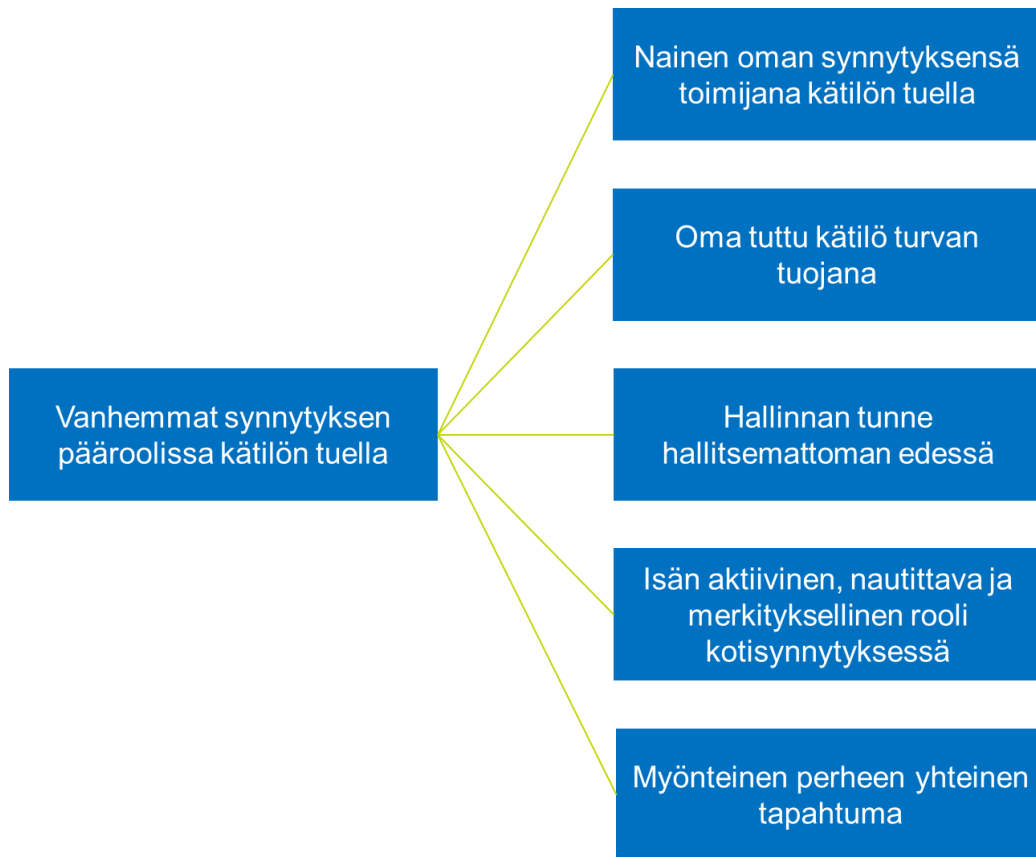 Nainen oman synnytyksensä
toimijana kätilön tuella
Oma tuttu kätilö turvan
tuojana
Vanhemmat synnytyksen
pääroolissa kätilön tuella
Hallinnan tunne
hallitsemattoman edessä
Isän aktiivinen, nautittava ja
merkityksellinen rooli
kotisynnytyksessä
Myönteinen perheen yhteinen
tapahtuma